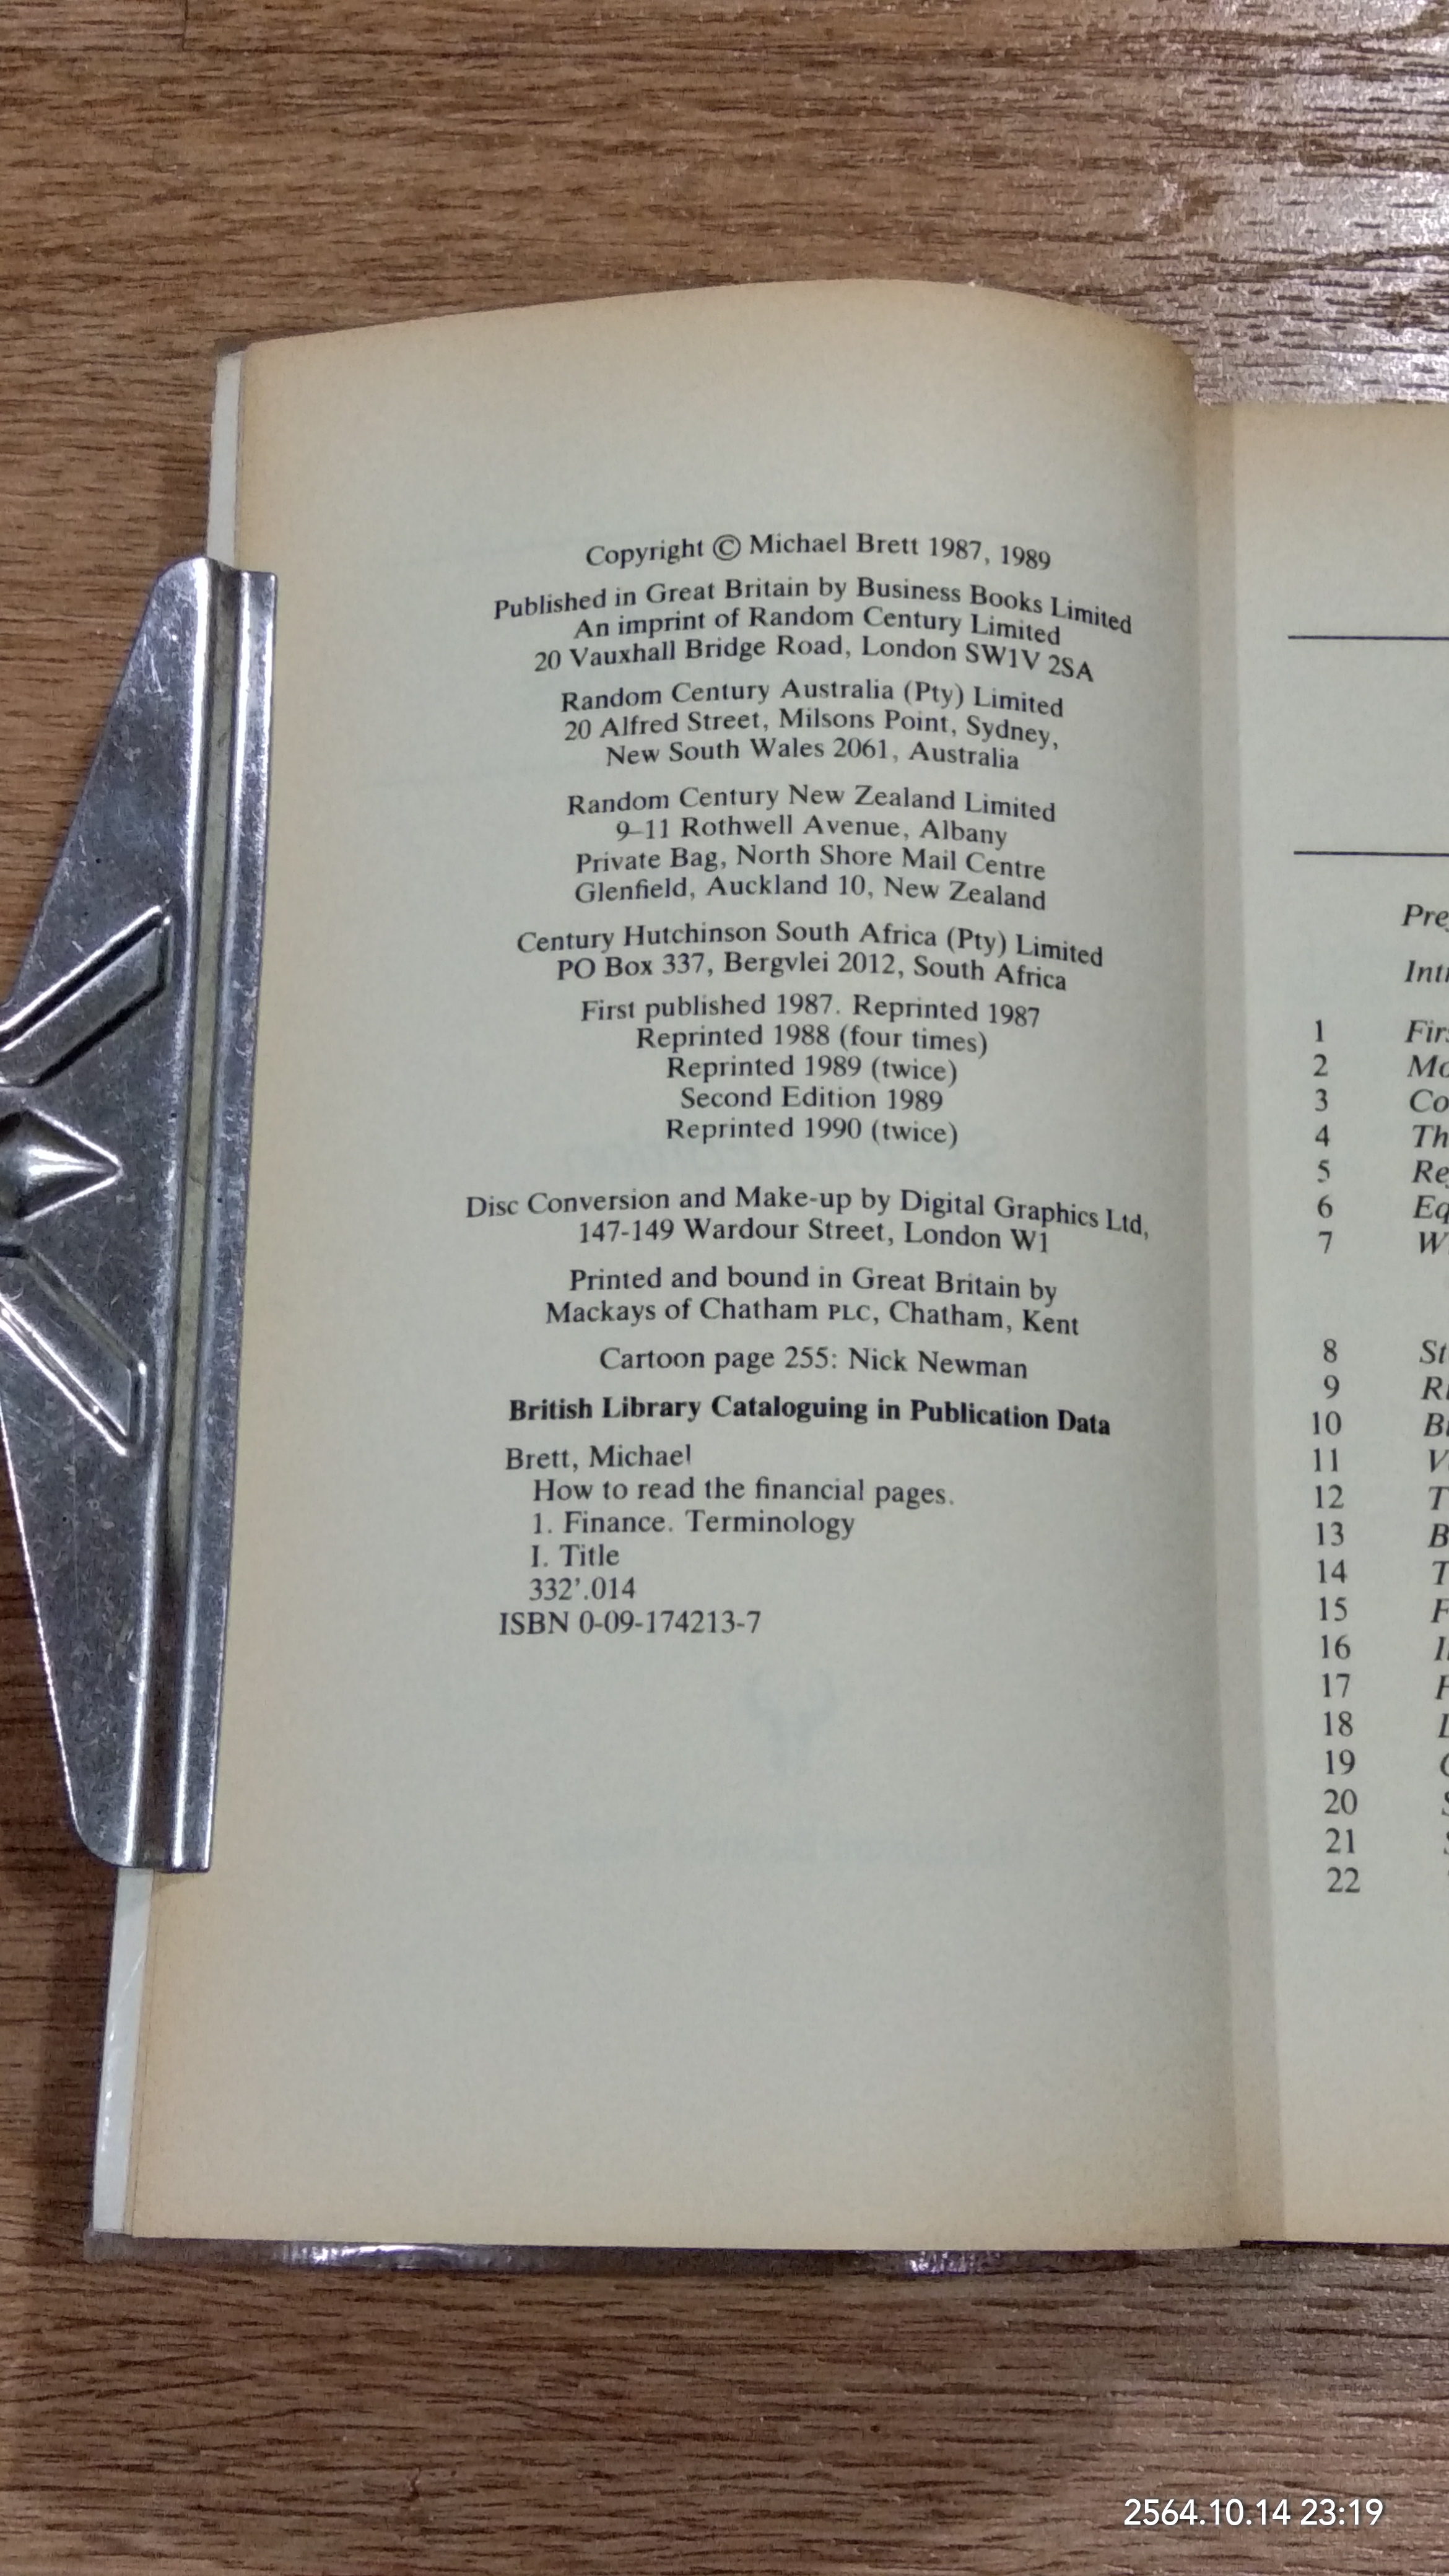 Copyright © Michael Brett 1987, 1989
Published in Great Britain by Business Books Limited
An imprint of Random Century Limited
20 Vauxhall Bridge Road, London SW1V 2SA
Random Century Australia (Pty) Limited
20 Alfred Street, Milsons Point, Sydney,
New South Wales 2061, Australia
Random Century New Zealand Limited
9–11 Rothwell Avenue, Albany
Private Bag, North Shore Mail Centre
Glenfield, Auckland 10, New Zealand
Century Hutchinson South Africa (Pty) Limited
PO Box 337, Bergvlei 2012, South Africa
First published 1987. Reprinted 1987
Reprinted 1988 (four times)
Reprinted 1989 (twice)
Second Edition 1989
Reprinted 1990 (twice)
Disc Conversion and Make-up by Digital Graphics Ltd,
147-149 Wardour Street, London W1
Printed and bound in Great Britain by
Mackays of Chatham PLC, Chatham, Kent
Cartoon page 255: Nick Newman
British Library Cataloguing in Publication Data
Brett, Michael
How to read the financial pages.
1. Finance. Terminology
I. Title
332'.014
ISBN 0-09-174213-7
1
2
3
4
5
6
7
8
9
10
11
12
13
14
15
16
17
18
19
20
21
22
2564.10.14 23:19